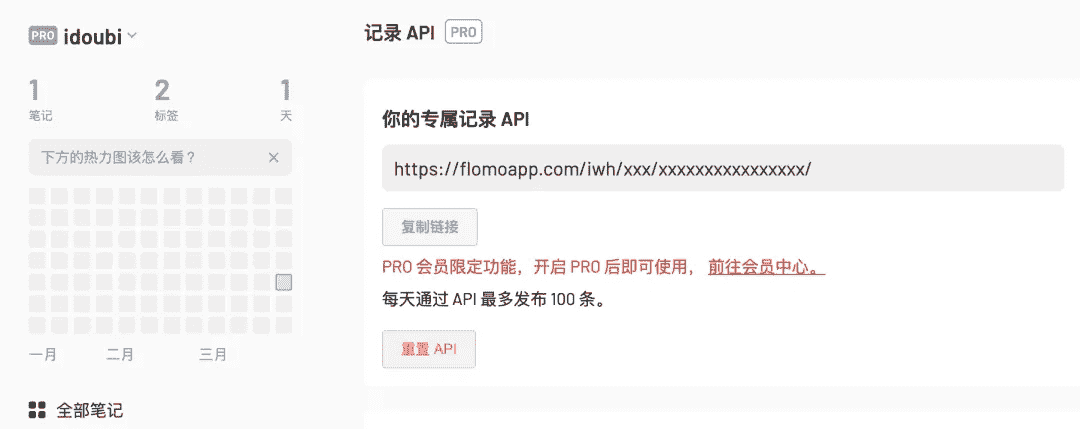 PRO idoubi
1 2 1
笔记 标签 天
下方的热力图该怎么看？ ×
一月 二月 三月
全部笔记
记录 API PRO
你的专属记录 API
https://flomoapp.com/iwh/xxx/xxxxxxxxxxxxxxxx/
复制链接
PRO 会员限定功能，开启 PRO 后即可使用， 前往会员中心。
每天通过 API 最多发布 100 条。
重置 API